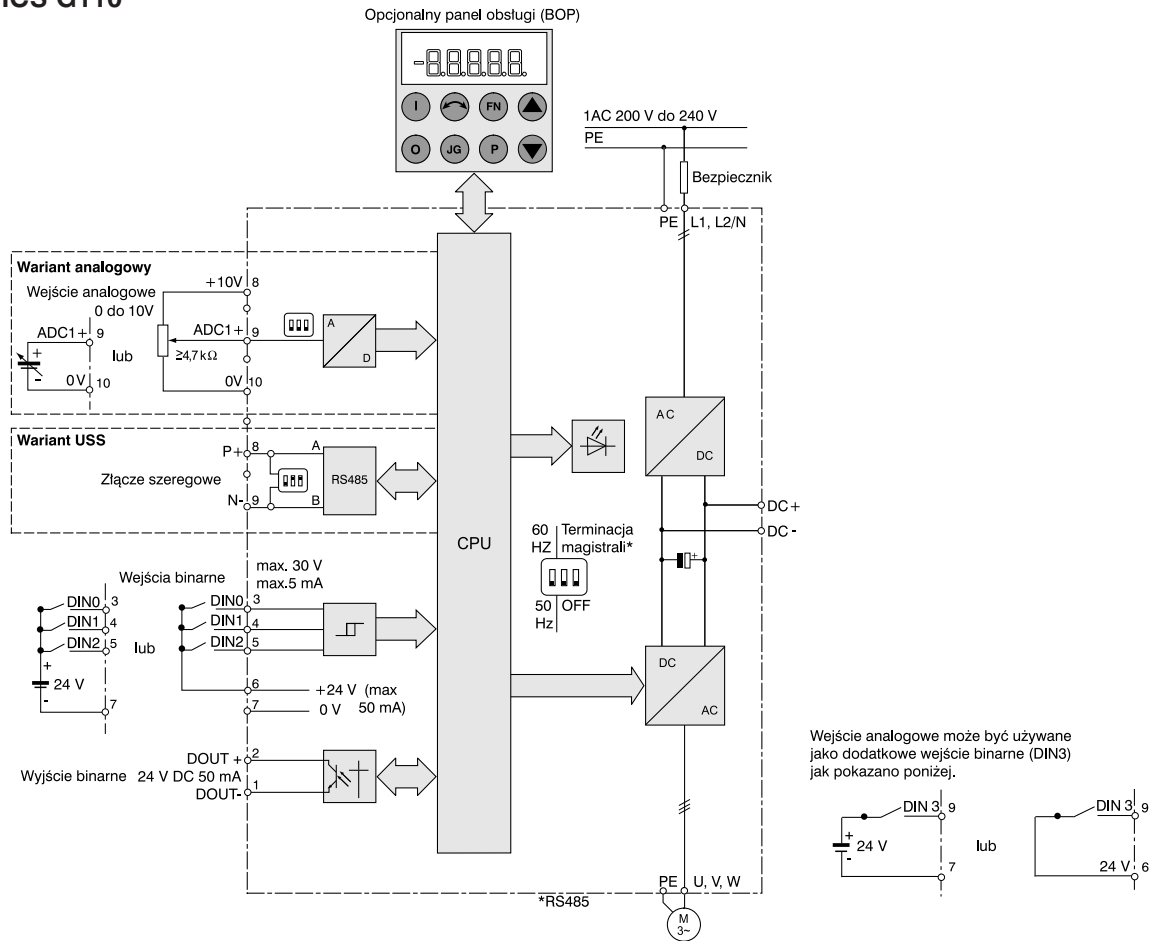 Opcjonalny panel obsługi (BOP)
-8.8.8.8.8.
I
FN
O
JG
P
1AC 200 V do 240 V
PE
Bezpiecznik
PE
L1, L2/N
Wariant analogowy
Wejście analogowe
0 do 10V
ADC1+
9
+
-
0V
10
lub
+10V
8
ADC1+
9
≥4,7kΩ
0V
10
A
D
Wariant USS
Złącze szeregowe
P+
8
A
N-
9
B
RS485
CPU
AC
DC
DC+
DC-
+
60
HZ
Terminacja
magistrali*
50
Hz
OFF
Wejścia binarne
max. 30 V
max.5 mA
DIN0
3
DIN1
4
DIN2
5
+
24 V
-
7
lub
DIN0
3
DIN1
4
DIN2
5
6
+24 V (max
7
0 V
50 mA)
DC
AC
Wyjście binarne
24 V DC 50 mA
DOUT +
2
DOUT-
1
PE
U, V, W
*RS485
M
3~
Wejście analogowe może być używane
jako dodatkowe wejście binarne (DIN3)
jak pokazano poniżej.
DIN 3
9
+
24 V
-
7
lub
DIN 3
9
24 V
6